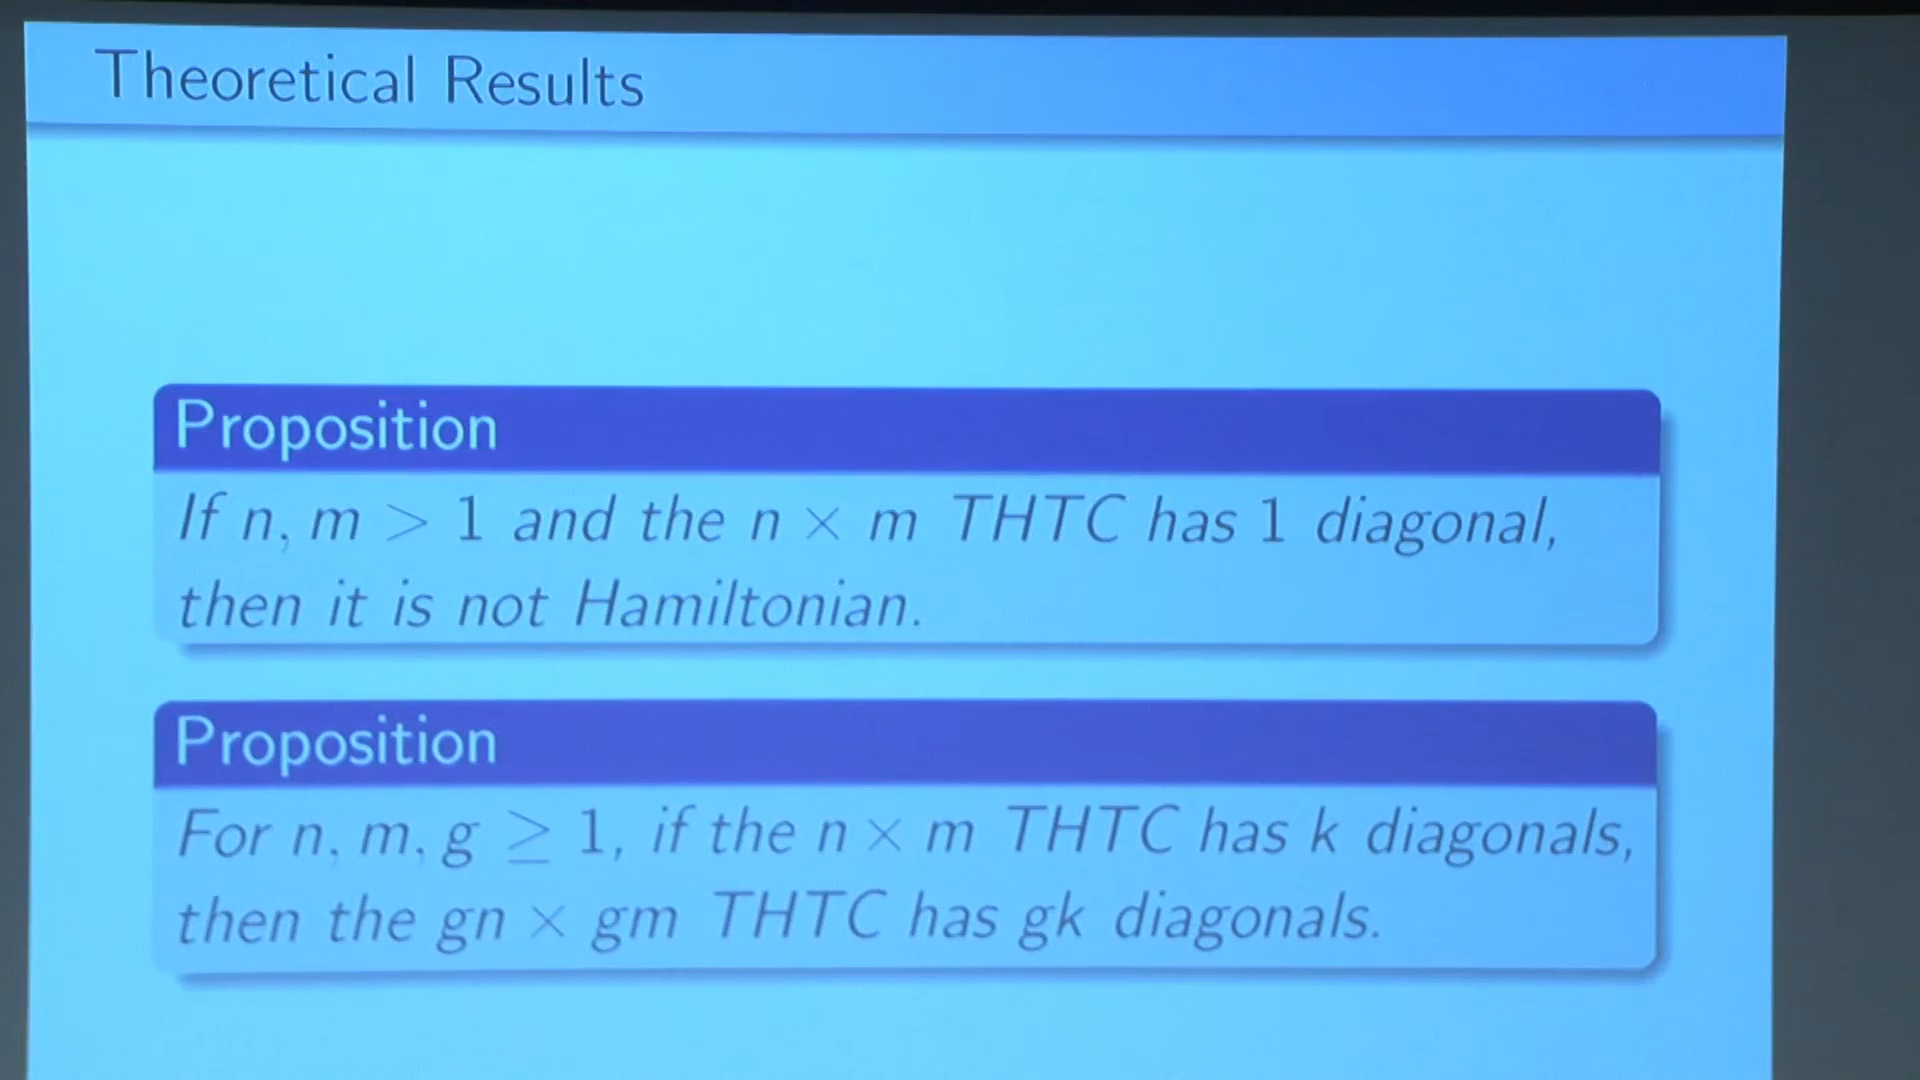 Theoretical Results
Proposition
If n, m > 1 and the n × m THTC has 1 diagonal,
then it is not Hamiltonian.
Proposition
For n, m, g ≥ 1, if the n × m THTC has k diagonals,
then the gn × gm THTC has gk diagonals.